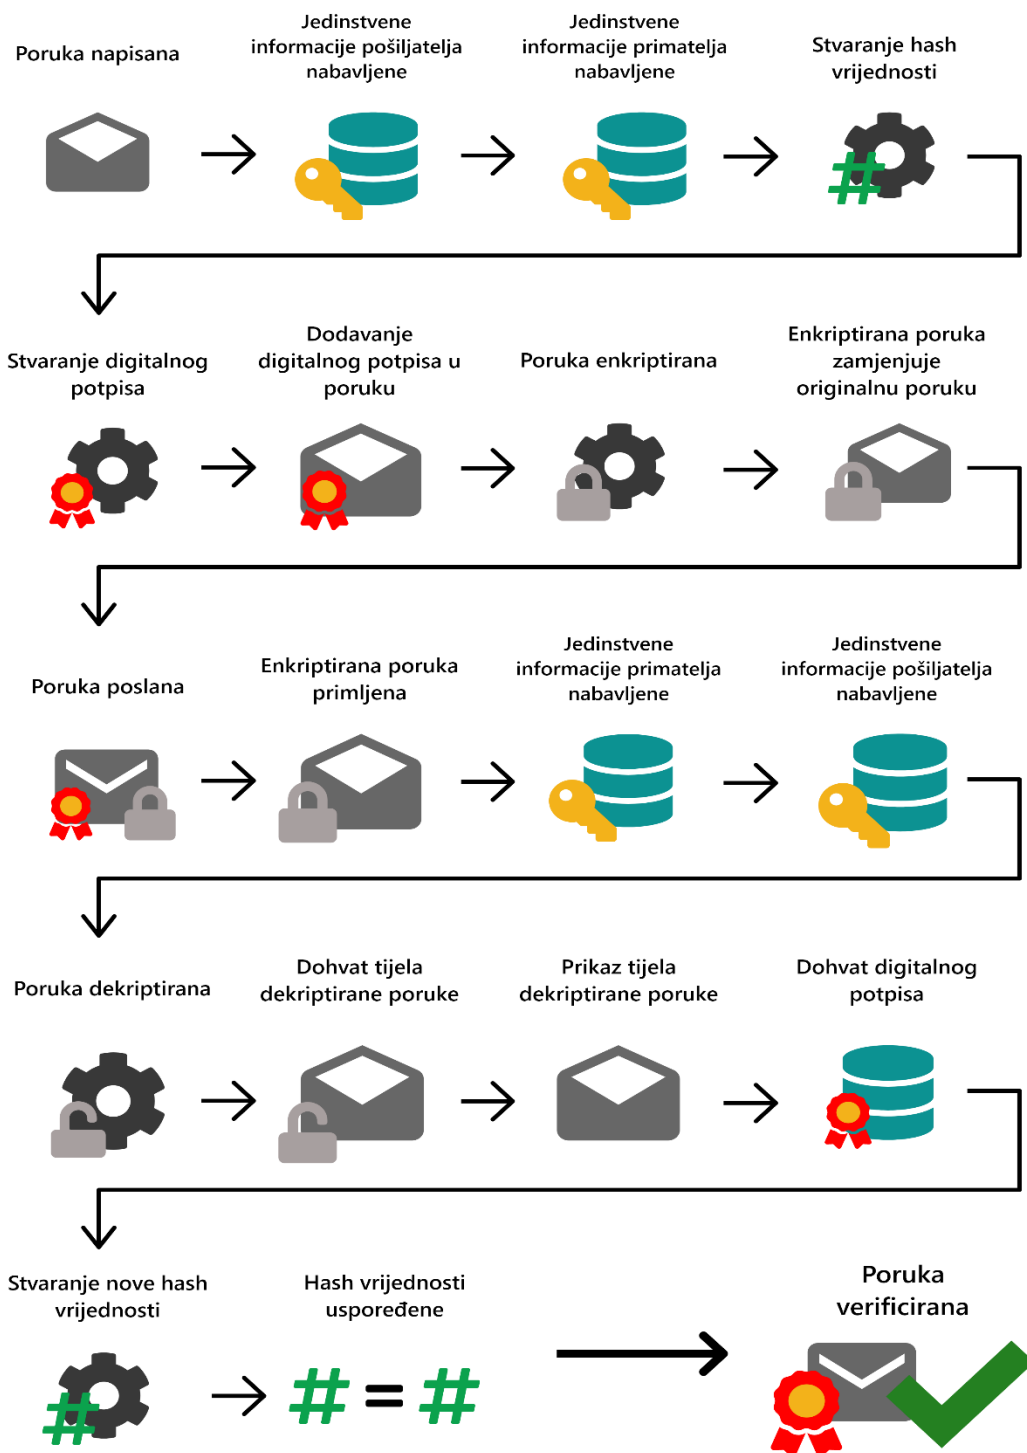 Poruka napisana
Jedinstvene
informacije pošiljatelja
nabavljene
Jedinstvene
informacije primatelja
nabavljene
Stvaranje hash
vrijednosti
#
Stvaranje digitalnog
potpisa
Dodavanje
digitalnog potpisa u
poruku
Poruka enkriptirana
Enkriptirana poruka
zamjenjuje
originalnu poruku
Poruka poslana
Enkriptirana poruka
primljena
Jedinstvene
informacije primatelja
nabavljene
Jedinstvene
informacije pošiljatelja
nabavljene
Poruka dekriptirana
Dohvat tijela
dekriptirane poruke
Prikaz tijela
dekriptirane poruke
Dohvat digitalnog
potpisa
Stvaranje nove hash
vrijednosti
#
Hash vrijednosti
uspoređene
# = #
Poruka
verificirana